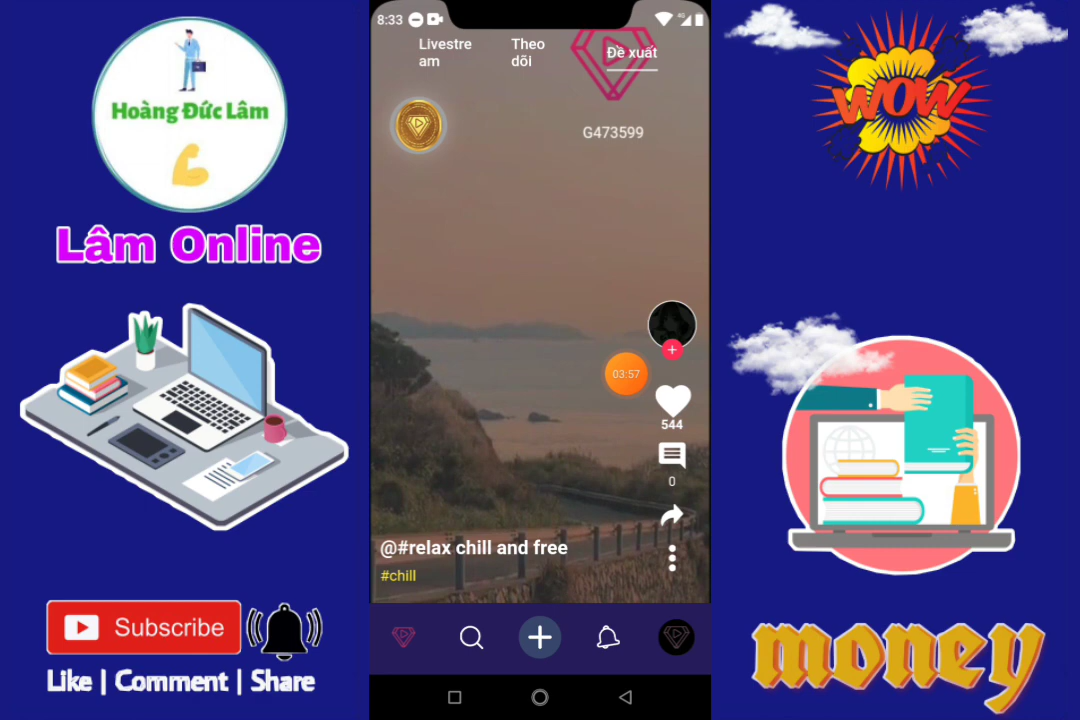 Hoàng Đức Lâm
Lâm Online
Subscribe
Like | Comment | Share
8:33
4G
Livestre
am
Theo
dõi
Đề xuất
G473599
03:57
544
0
@#relax chill and free
#chill
WOW
money